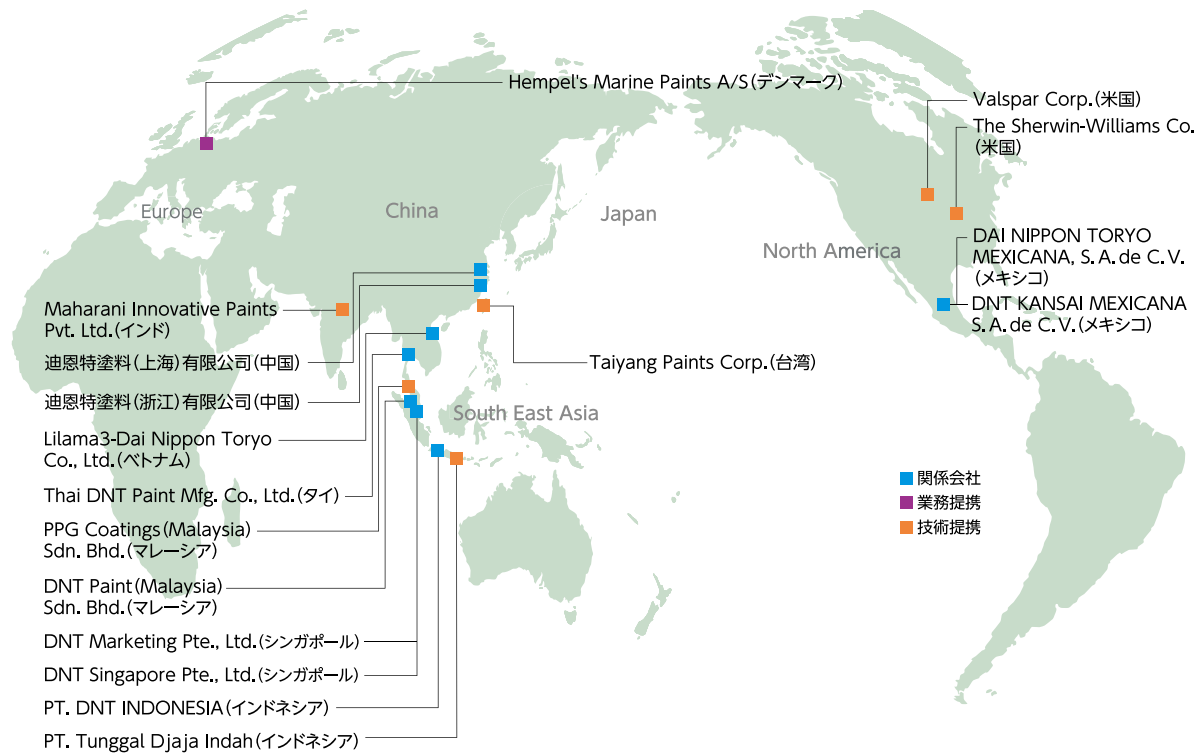 Hempel's Marine Paints A/S(デンマーク)
Valspar Corp.(米国)
The Sherwin-Williams Co.
(米国)
Europe
China
Japan
North America
DAI NIPPON TORYO
MEXICANA, S.A. de C.V.
(メキシコ)
DNT KANSAI MEXICANA
S.A. de C.V.(メキシコ)
Maharani Innovative Paints
Pvt. Ltd.(インド)
迪恩特塗料(上海)有限公司(中国)
Taiyang Paints Corp.(台湾)
迪恩特塗料(浙江)有限公司(中国)
South East Asia
Lilama3-Dai Nippon Toryo
Co., Ltd.(ベトナム)
Thai DNT Paint Mfg. Co., Ltd.(タイ)
PPG Coatings(Malaysia)
Sdn. Bhd.(マレーシア)
DNT Paint(Malaysia)
Sdn. Bhd.(マレーシア)
DNT Marketing Pte., Ltd.(シンガポール)
DNT Singapore Pte., Ltd.(シンガポール)
PT. DNT INDONESIA(インドネシア)
PT. Tunggal Djaja Indah(インドネシア)
関係会社
業務提携
技術提携